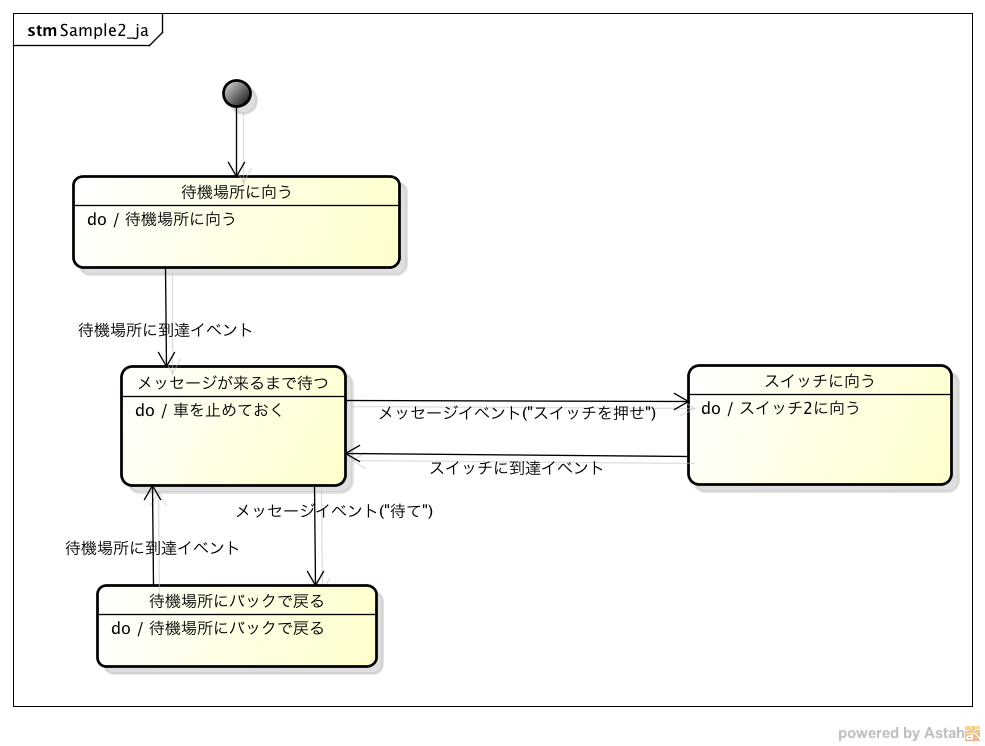 stm Sample2_ja
待機場所に向う
do / 待機場所に向う
待機場所に到達イベント
メッセージが来るまで待つ
do / 車を止めておく
スイッチに向う
do / スイッチ2に向う
メッセージイベント("スイッチを押せ")
スイッチに到達イベント
メッセージイベント("待て")
待機場所に到達イベント
待機場所にバックで戻る
do / 待機場所にバックで戻る
powered by Astah